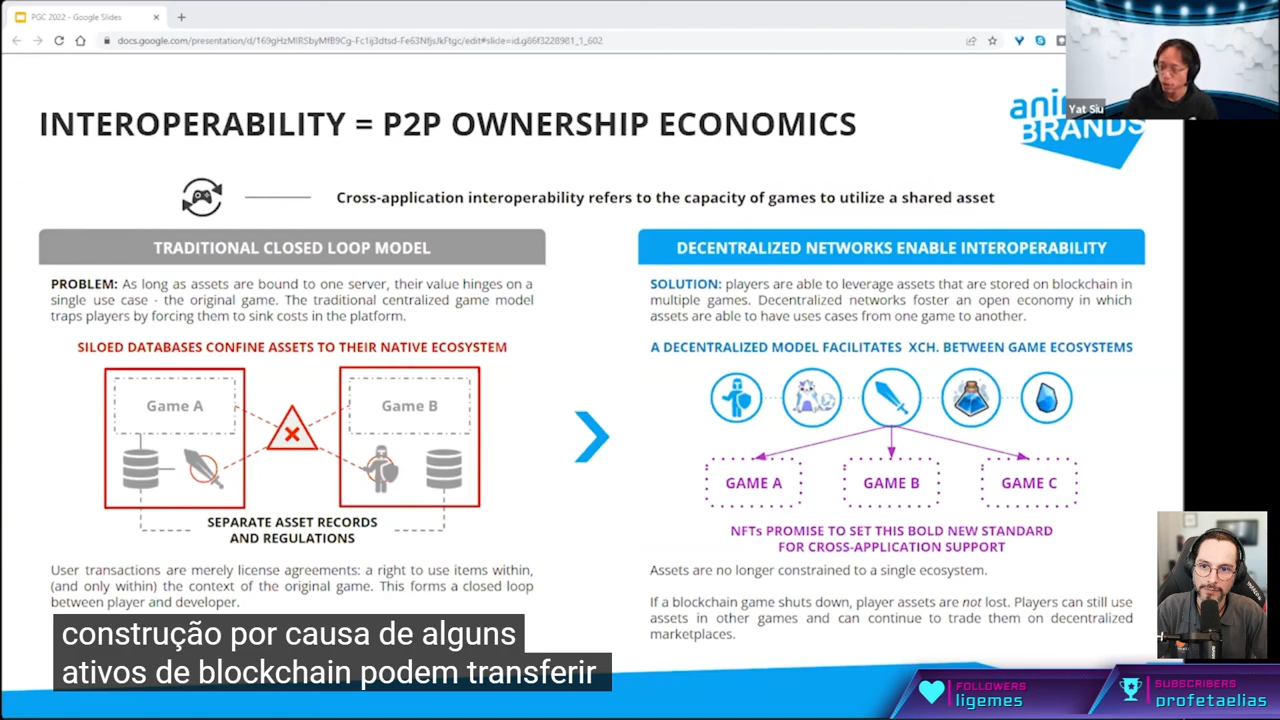 PGC 2022 - Google Slides
INTEROPERABILITY = P2P OWNERSHIP ECONOMICS
Yat Siu
BRANDS
Cross-application interoperability refers to the capacity of games to utilize a shared asset
TRADITIONAL CLOSED LOOP MODEL
PROBLEM: As long as assets are bound to one server, their value hinges on a
single use case - the original game. The traditional centralized game model
traps players by forcing them to sink costs in the platform.
SILOED DATABASES CONFINE ASSETS TO THEIR NATIVE ECOSYSTEM
Game A
Game B
SEPARATE ASSET RECORDS
AND REGULATIONS
User transactions are merely license agreements: a right to use items within,
(and only within) the context of the original game. This forms a closed loop
between player and developer.
DECENTRALIZED NETWORKS ENABLE INTEROPERABILITY
SOLUTION: players are able to leverage assets that are stored on blockchain in
multiple games. Decentralized networks foster an open economy in which
assets are able to have uses cases from one game to another.
A DECENTRALIZED MODEL FACILITATES XCH. BETWEEN GAME ECOSYSTEMS
GAME A
GAME B
GAME C
NFTs PROMISE TO SET THIS BOLD NEW STANDARD
FOR CROSS-APPLICATION SUPPORT
Assets are no longer constrained to a single ecosystem.
If a blockchain game shuts down, player assets are not lost. Players can still use
assets in other games and can continue to trade them on decentralized
marketplaces.
construção por causa de alguns
ativos de blockchain podem transferir
FOLLOWERS
ligemes
SUBSCRIBERS
profetaelias